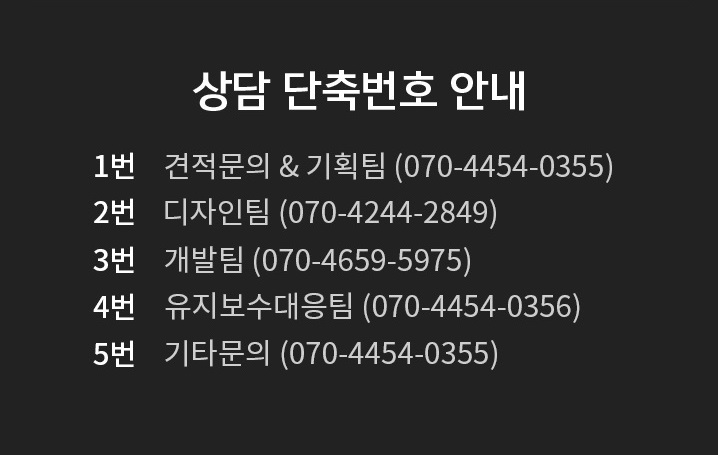 상담 단축번호 안내
1번 견적문의 & 기획팀 (070-4454-0355)
2번 디자인팀 (070-4244-2849)
3번 개발팀 (070-4659-5975)
4번 유지보수대응팀 (070-4454-0356)
5번 기타문의 (070-4454-0355)